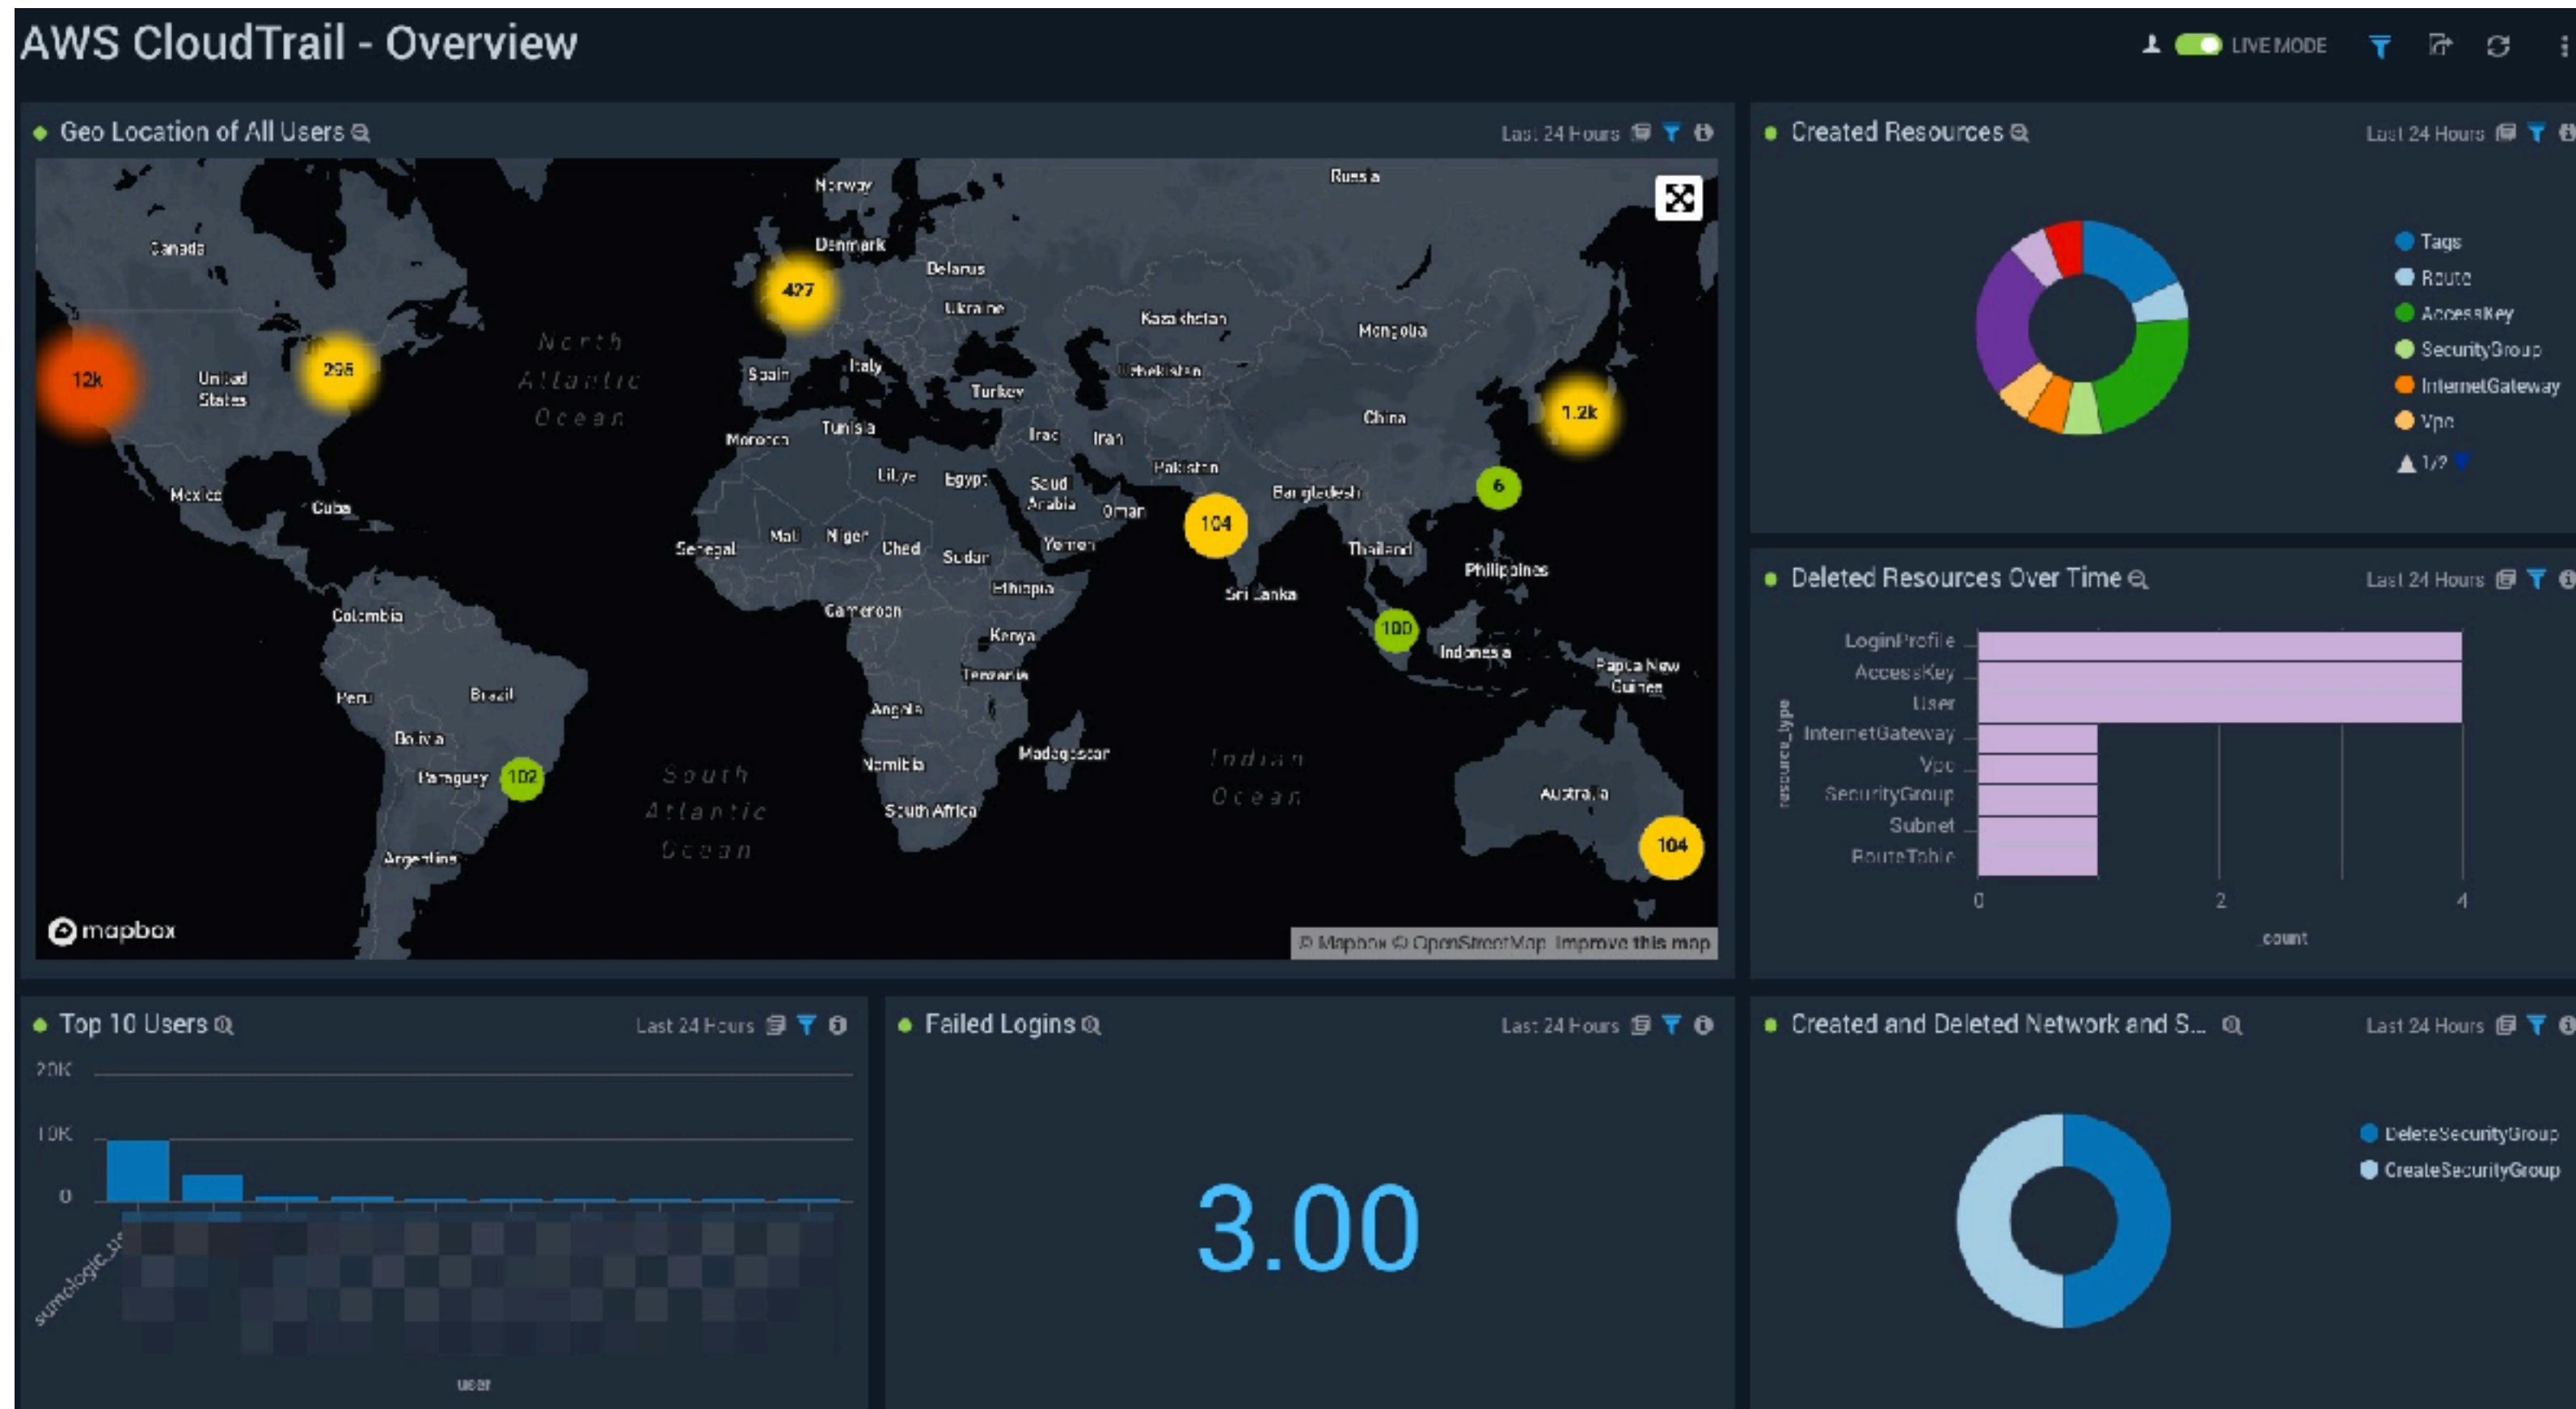 AWS CloudTrail - Overview
LIVE MODE
Geo Location of All Users
Last 24 Hours
Norway
Russia
Canada
Denmark
Belarus
427
Ukraine
Kazakhstan
Mongolia
North
Atlantic
Ocean
12k
295
United
States
Spain
Italy
Uzbekistan
Turkey
1.2k
China
Morocco
Tunisia
Iraq
Iran
Pakistan
Libya
Egypt
Saudi
Arabia
Oman
Bangladesh
6
Mexico
Cuba
104
Mali
Niger
Chad
Sudan
Yemen
Senegal
Thailand
Philippines
Ethiopia
Sri Lanka
Cameroon
Colombia
Kenya
100
Indonesia
Papua New
Guinea
Tanzania
Peru
Brazil
Angola
Bolivia
Madagascar
Paraguay
102
South
Atlantic
Ocean
Namibia
Indian
Ocean
Australia
South Africa
104
Argentina
mapbox
© Mapbox © OpenStreetMap Improve this map
Created Resources
Last 24 Hours
Tags
Route
AccessKey
SecurityGroup
InternetGateway
Vpc
1/2
Deleted Resources Over Time
Last 24 Hours
resource_type
LoginProfile
AccessKey
User
InternetGateway
Vpc
SecurityGroup
Subnet
RouteTable
0 2 4
_count
Top 10 Users
Last 24 Hours
20K
10K
0
user
Failed Logins
Last 24 Hours
3.00
Created and Deleted Network and S...
Last 24 Hours
DeleteSecurityGroup
CreateSecurityGroup